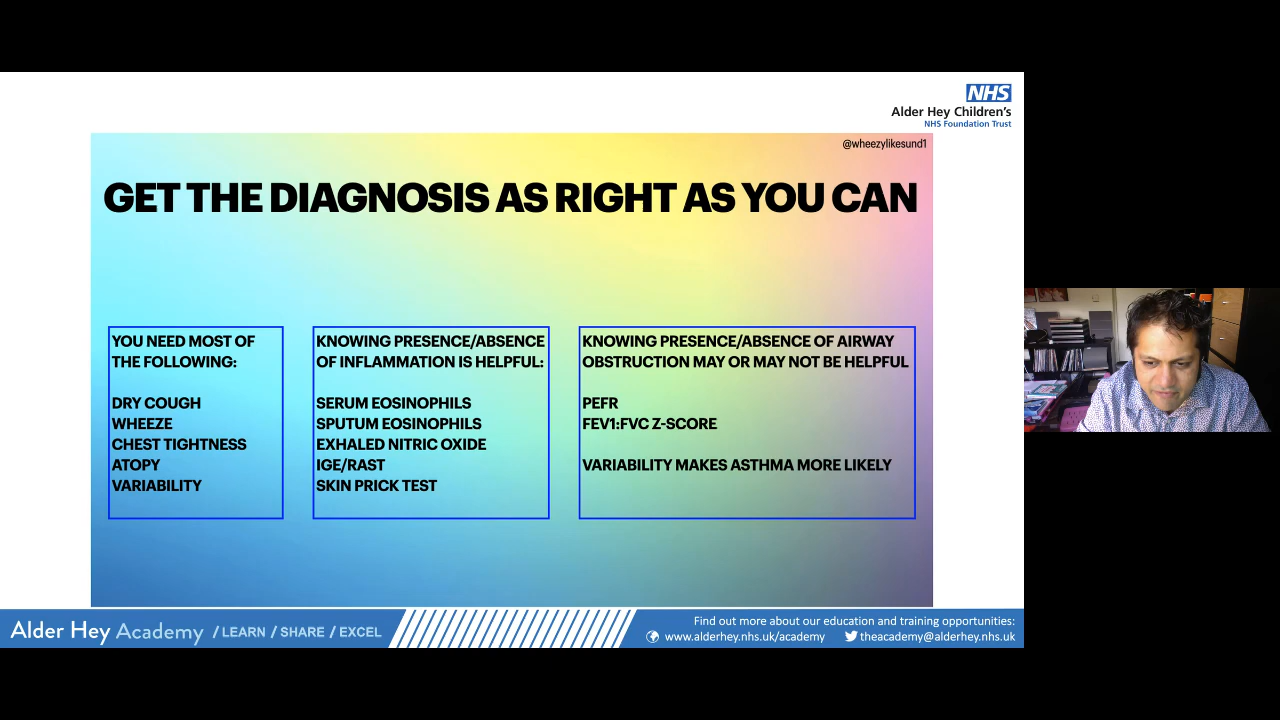 NHS
Alder Hey Children's
NHS Foundation Trust
@wheezylikesund1
GET THE DIAGNOSIS AS RIGHT AS YOU CAN
YOU NEED MOST OF
THE FOLLOWING:
DRY COUGH
WHEEZE
CHEST TIGHTNESS
ATOPY
VARIABILITY
KNOWING PRESENCE/ABSENCE
OF INFLAMMATION IS HELPFUL:
SERUM EOSINOPHILS
SPUTUM EOSINOPHILS
EXHALED NITRIC OXIDE
IGE/RAST
SKIN PRICK TEST
KNOWING PRESENCE/ABSENCE OF AIRWAY
OBSTRUCTION MAY OR MAY NOT BE HELPFUL
PEFR
FEV1:FVC Z-SCORE
VARIABILITY MAKES ASTHMA MORE LIKELY
Alder Hey Academy / LEARN / SHARE / EXCEL
Find out more about our education and training opportunities:
www.alderhey.nhs.uk/academy theacademy@alderhey.nhs.uk